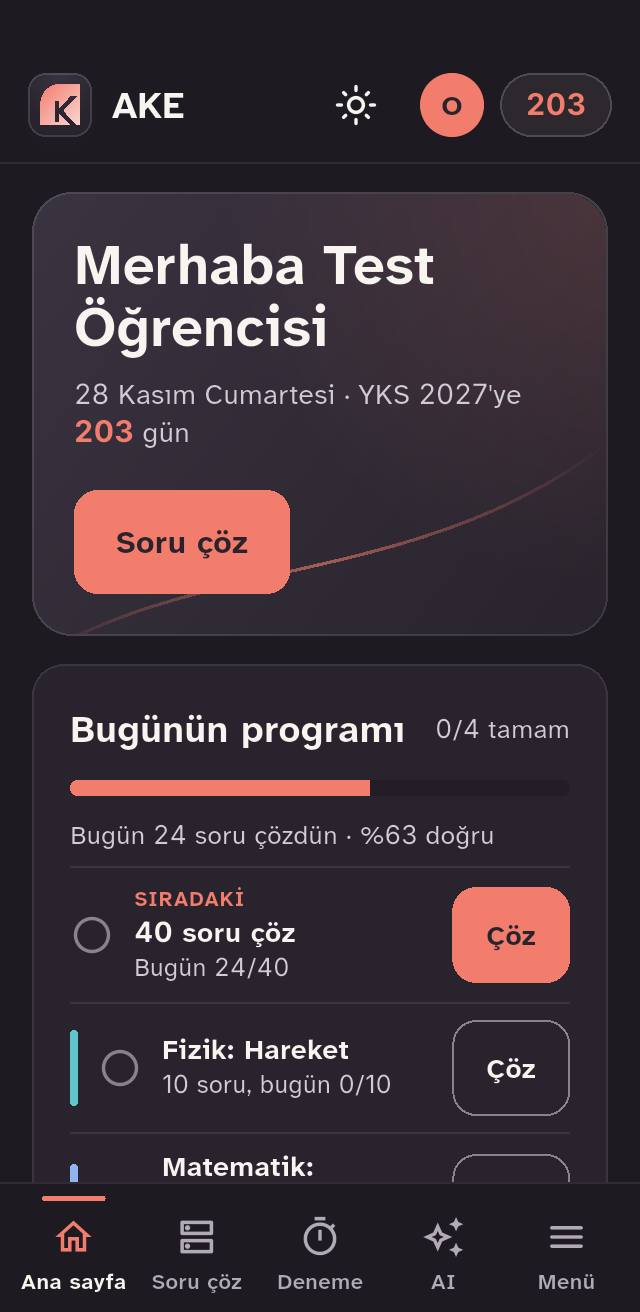 K AKE O 203
Merhaba Test
Öğrencisi
28 Kasım Cumartesi · YKS 2027'ye
203 gün
Soru çöz
Bugünün programı 0/4 tamam
Bugün 24 soru çözdün · %63 doğru
SIRADAKİ
40 soru çöz
Bugün 24/40
Çöz
Fizik: Hareket
10 soru, bugün 0/10
Çöz
Matematik:
Ana sayfa Soru çöz Deneme AI Menü